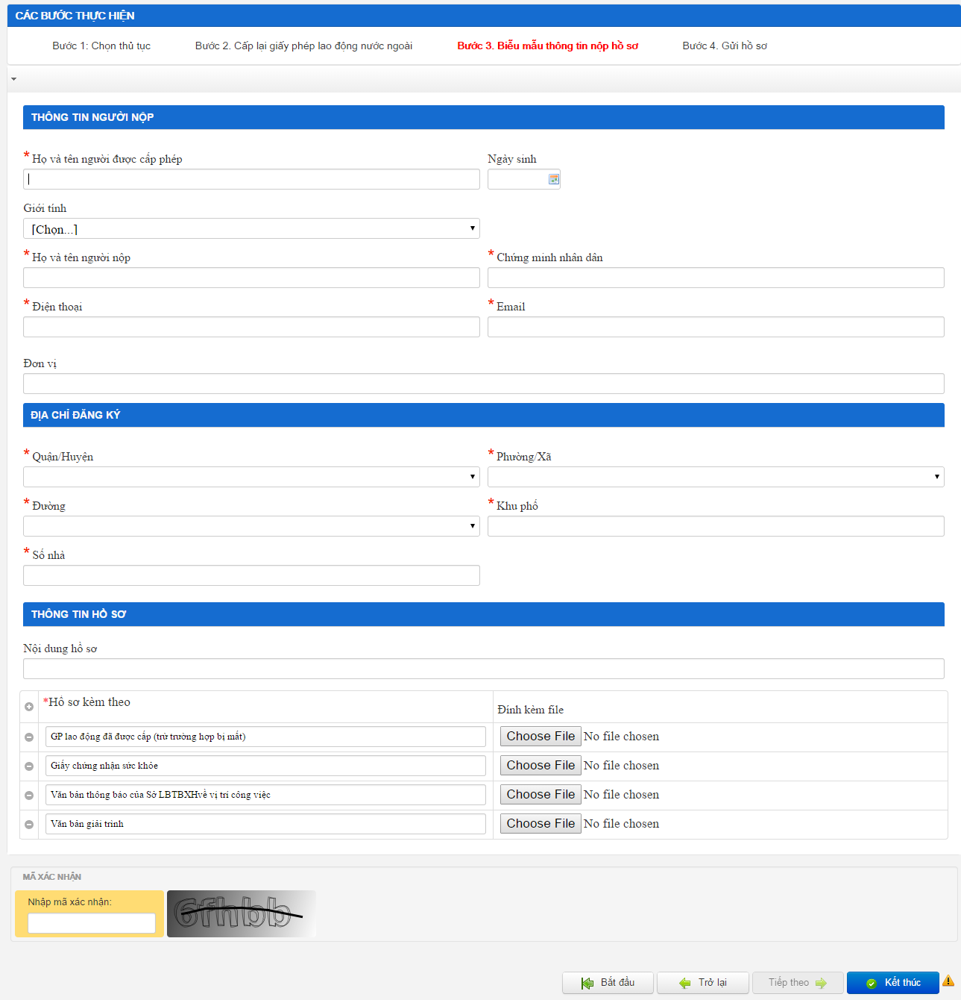 CÁC BƯỚC THỰC HIỆN
Bước 1: Chọn thủ tục
Bước 2. Cấp lại giấy phép lao động nước ngoài
Bước 3. Biểu mẫu thông tin nộp hồ sơ
Bước 4. Gửi hồ sơ
THÔNG TIN NGƯỜI NỘP
* Họ và tên người được cấp phép
Ngày sinh
Giới tính
[Chọn...]
* Họ và tên người nộp
* Chứng minh nhân dân
* Điện thoại
* Email
Đơn vị
ĐỊA CHỈ ĐĂNG KÝ
* Quận/Huyện
* Phường/Xã
* Đường
* Khu phố
* Số nhà
THÔNG TIN HỒ SƠ
Nội dung hồ sơ
*Hồ sơ kèm theo
Đính kèm file
GP lao động đã được cấp (trừ trường hợp bị mất)
Choose File No file chosen
Giấy chứng nhận sức khỏe
Choose File No file chosen
Văn bản thông báo của Sở LBTBXHvề vị trí công việc
Choose File No file chosen
Văn bản giải trình
Choose File No file chosen
MÃ XÁC NHẬN
Nhập mã xác nhận:
6fhbb
Bắt đầu
Trở lại
Tiếp theo
Kết thúc